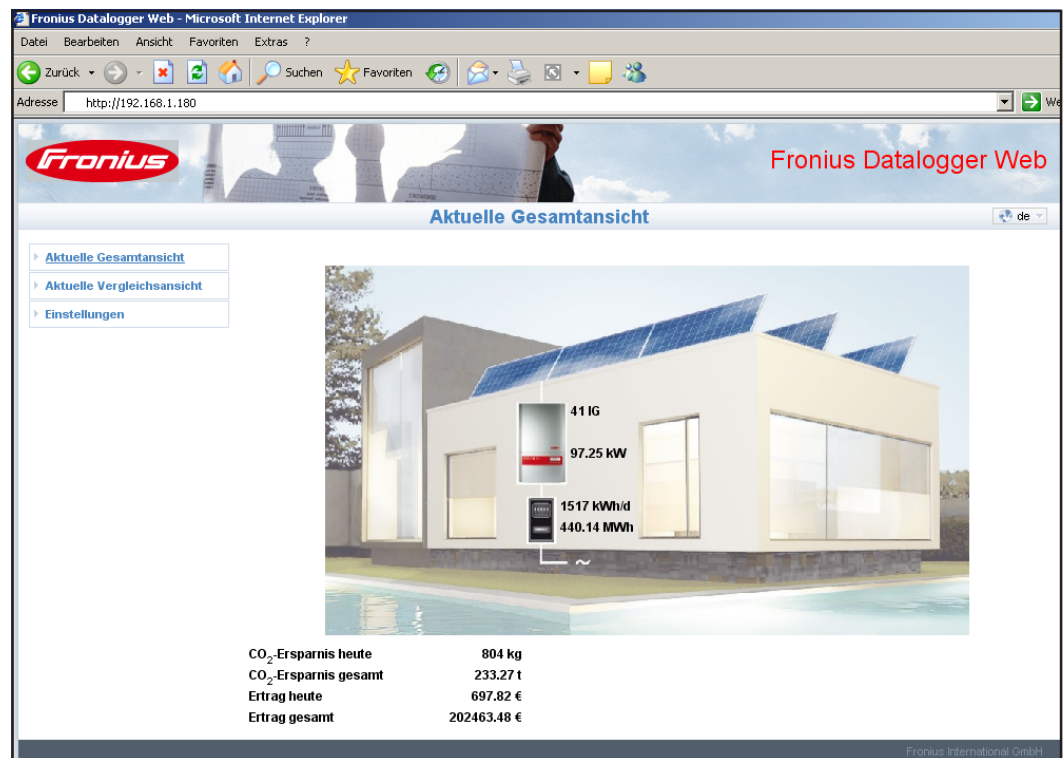 Fronius Datalogger Web - Microsoft Internet Explorer
Datei Bearbeiten Ansicht Favoriten Extras ?
Zurück Suchen Favoriten
Adresse http://192.168.1.180 We
Fronius
Fronius Datalogger Web
Aktuelle Gesamtansicht
de
Aktuelle Gesamtansicht
Aktuelle Vergleichsansicht
Einstellungen
41 IG
97.25 kW
1517 kWh/d
440.14 MWh
~
CO2-Ersparnis heute 804 kg
CO2-Ersparnis gesamt 233.27 t
Ertrag heute 697.82 €
Ertrag gesamt 202463.48 €
Fronius International GmbH